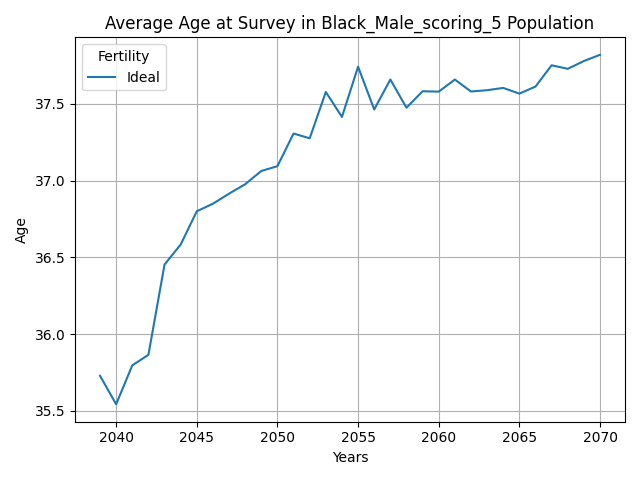 Average Age at Survey in Black_Male_scoring_5 Population
Fertility
Ideal
37.5
37.0
36.5
36.0
35.5
Age
2040 2045 2050 2055 2060 2065 2070
Years